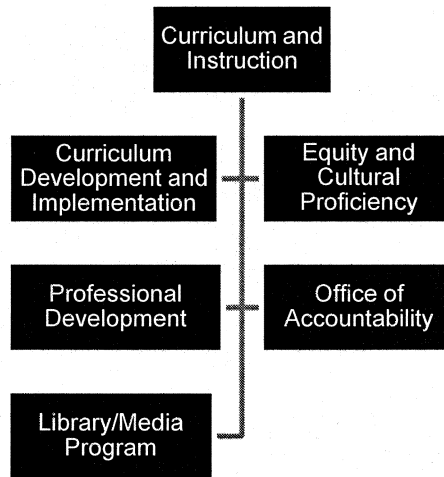 Curriculum and
Instruction
Curriculum
Development and
Implementation
Equity and
Cultural
Proficiency
Professional
Development
Office of
Accountability
Library/Media
Program